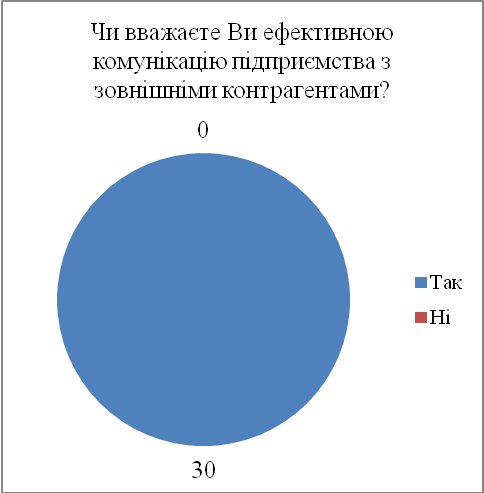 Чи вважаєте Ви ефективною
комунікацію підприємства з
зовнішніми контрагентами?
0
Так
Ні
30